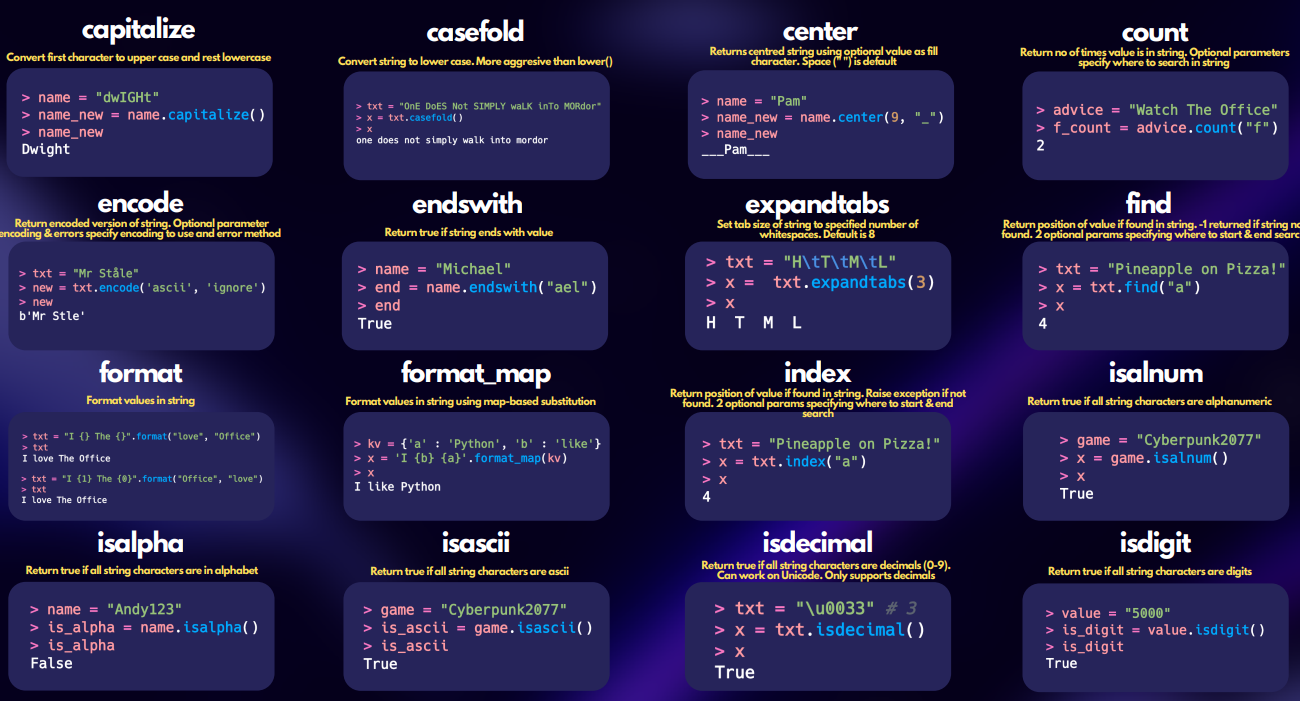 capitalize
Convert first character to upper case and rest lowercase
> name = "dwIGHt"
> name_new = name.capitalize()
> name_new
Dwight
casefold
Convert string to lower case. More aggresive than lower()
> txt = "OnE DoES Not SIMPLY waLK inTo MORdor"
> x = txt.casefold()
> x
one does not simply walk into mordor
center
Returns centred string using optional value as fill
character. Space (" ") is default
> name = "Pam"
> name_new = name.center(9, "_")
> name_new
___Pam___
count
Return no of times value is in string. Optional parameters
specify where to search in string
> advice = "Watch The Office"
> f_count = advice.count("f")
2
encode
Return encoded version of string. Optional parameter
encoding & errors specify encoding to use and error method
> txt = "Mr Ståle"
> new = txt.encode('ascii', 'ignore')
> new
b'Mr Stle'
endswith
Return true if string ends with value
> name = "Michael"
> end = name.endswith("ael")
> end
True
expandtabs
Set tab size of string to specified number of
whitespaces. Default is 8
> txt = "H\tT\tM\tL"
> x =  txt.expandtabs(3)
> x
H  T  M  L
find
Return position of value if found in string. -1 returned if string no
found. 2 optional params specifying where to start & end searc
> txt = "Pineapple on Pizza!"
> x = txt.find("a")
> x
4
format
Format values in string
> txt = "I {} The {}".format("love", "Office")
> txt
I love The Office
> txt = "I {1} The {0}".format("Office", "love")
> txt
I love The Office
format_map
Format values in string using map-based substitution
> kv = {'a' : 'Python', 'b' : 'like'}
> x = 'I {b} {a}'.format_map(kv)
> x
I like Python
index
Return position of value if found in string. Raise exception if not
found. 2 optional params specifying where to start & end
search
> txt = "Pineapple on Pizza!"
> x = txt.index("a")
> x
4
isalnum
Return true if all string characters are alphanumeric
> game = "Cyberpunk2077"
> x = game.isalnum()
> x
True
isalpha
Return true if all string characters are in alphabet
> name = "Andy123"
> is_alpha = name.isalpha()
> is_alpha
False
isascii
Return true if all string characters are ascii
> game = "Cyberpunk2077"
> is_ascii = game.isascii()
> is_ascii
True
isdecimal
Return true if all string characters are decimals (0-9).
Can work on Unicode. Only supports decimals
> txt = "\u0033" # 3
> x = txt.isdecimal()
> x
True
isdigit
Return true if all string characters are digits
> value = "5000"
> is_digit = value.isdigit()
> is_digit
True